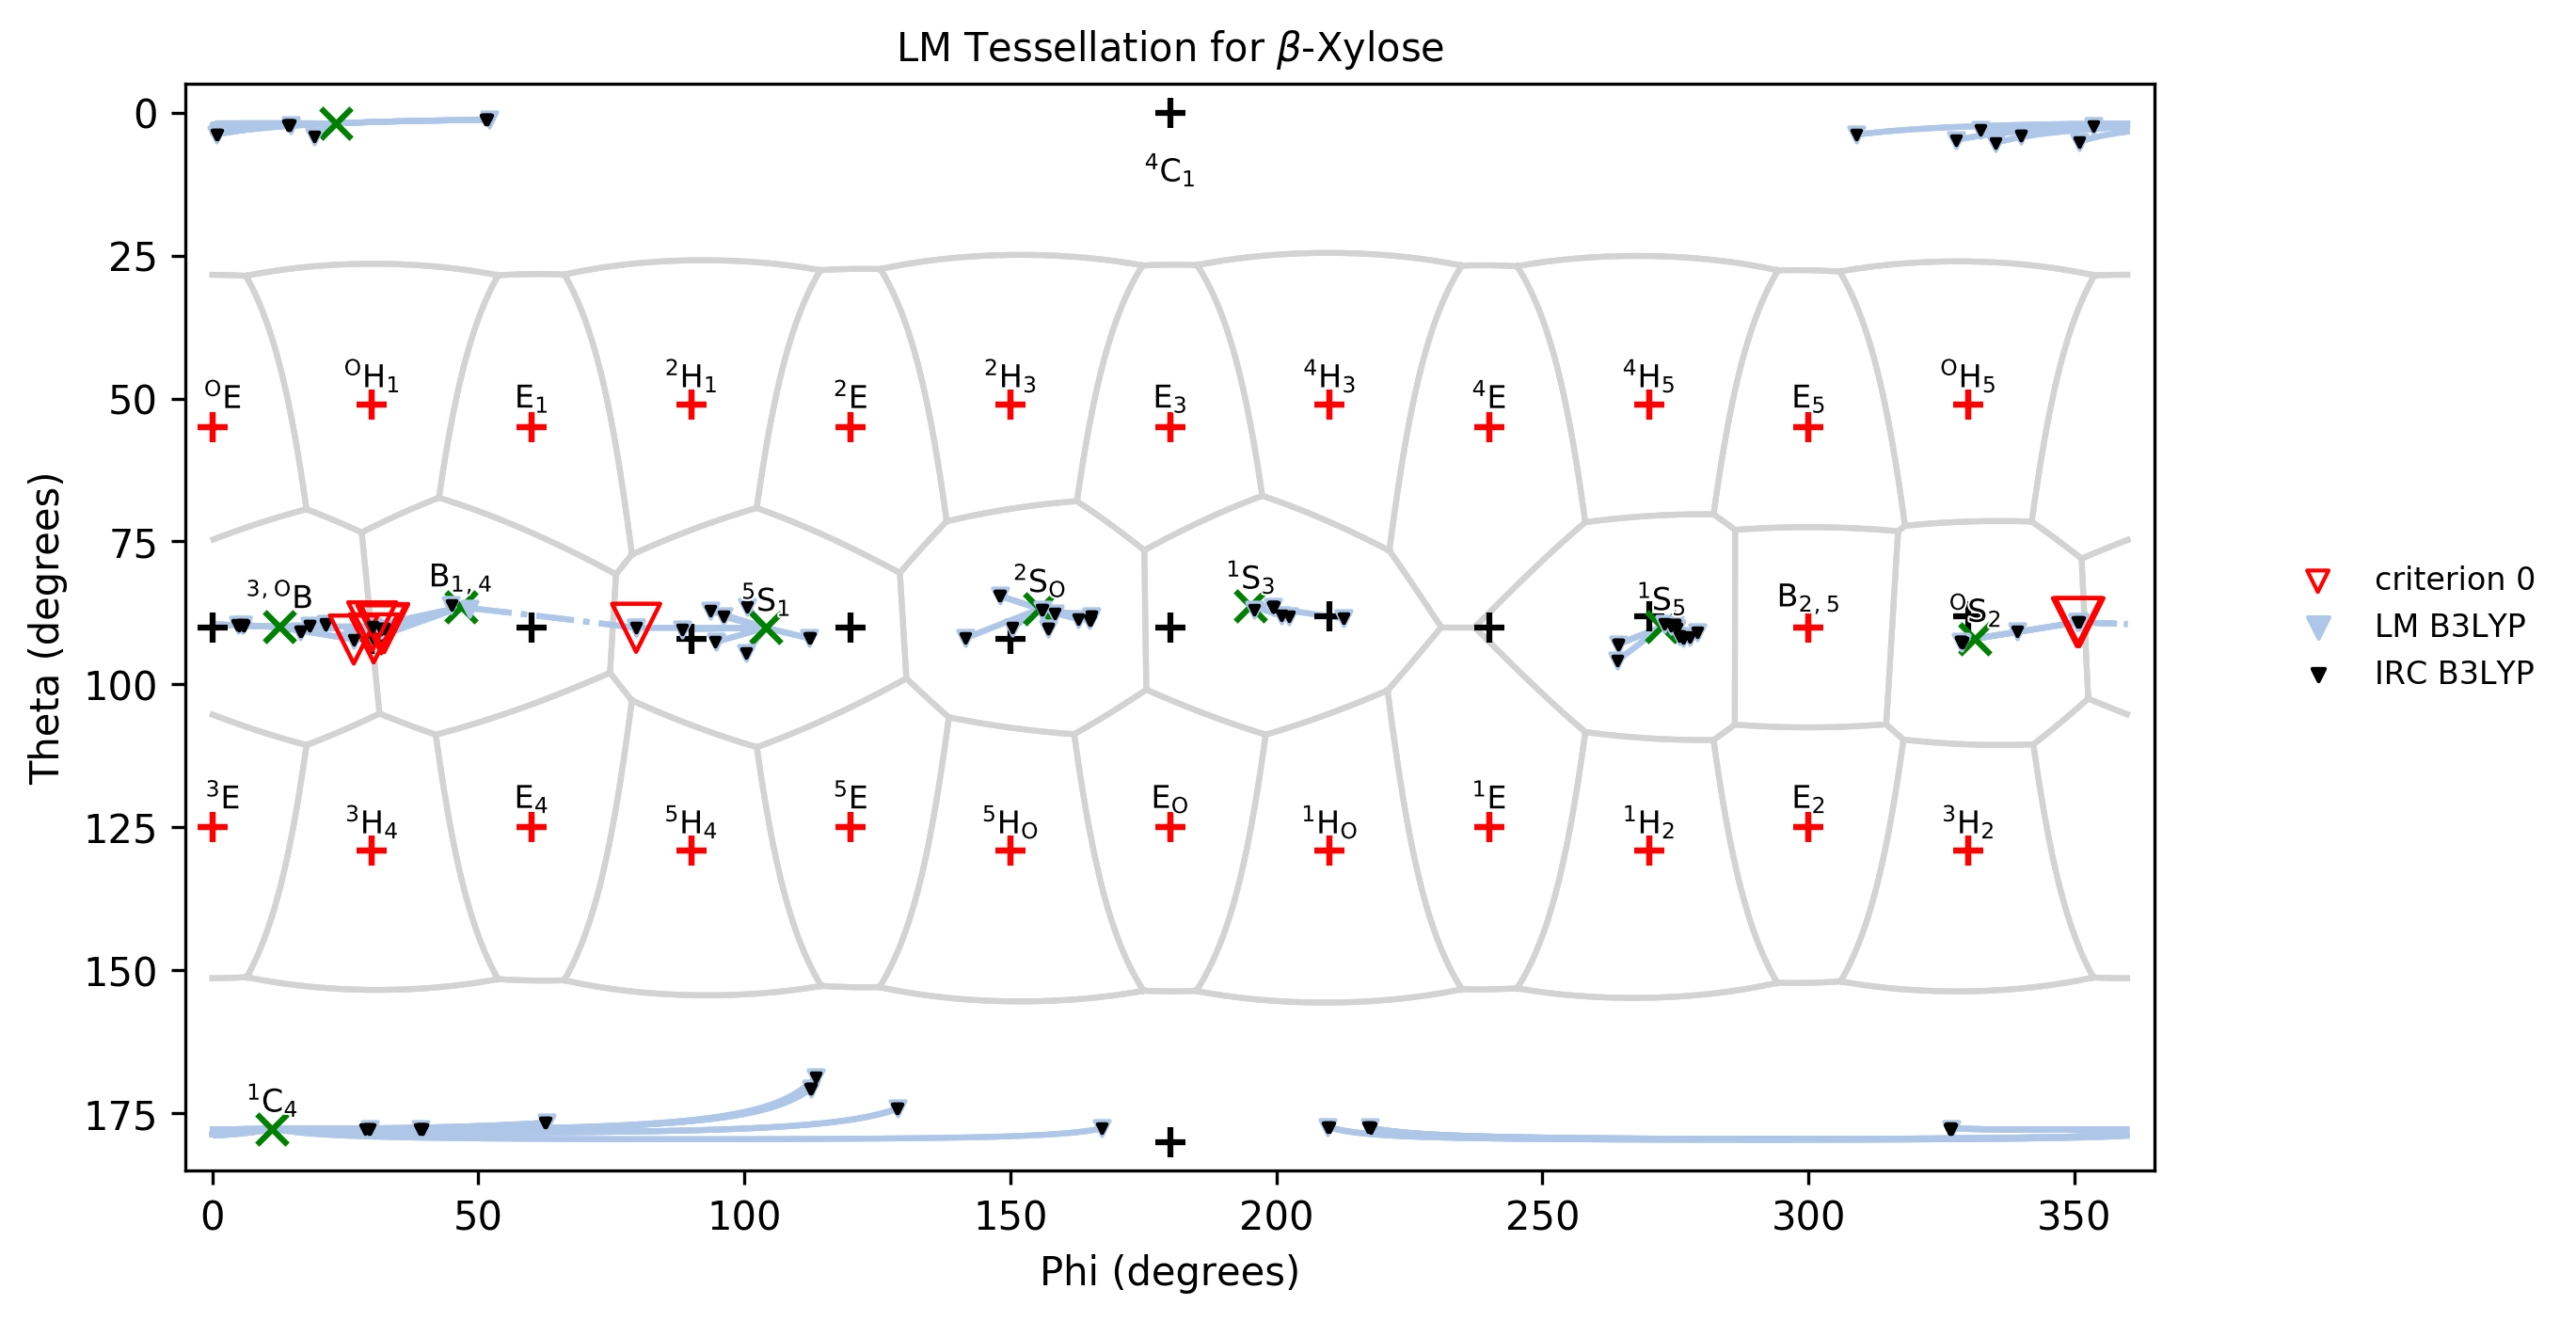 LM Tessellation for β-Xylose
Theta (degrees)
0
25
50
75
100
125
150
175
⁴C₁
ᴼE
ᴼH₁
E₁
²H₁
²E
²H₃
E₃
⁴H₃
⁴E
⁴H₅
E₅
ᴼH₅
³,ᴼB
B₁,₄
⁵S₁
²Sₒ
¹S₃
¹S₅
B₂,₅
ᴼS₂
³E
³H₄
E₄
⁵H₄
⁵E
⁵Hₒ
Eₒ
¹Hₒ
¹E
¹H₂
E₂
³H₂
¹C₄
0 50 100 150 200 250 300 350
Phi (degrees)
criterion 0
LM B3LYP
IRC B3LYP